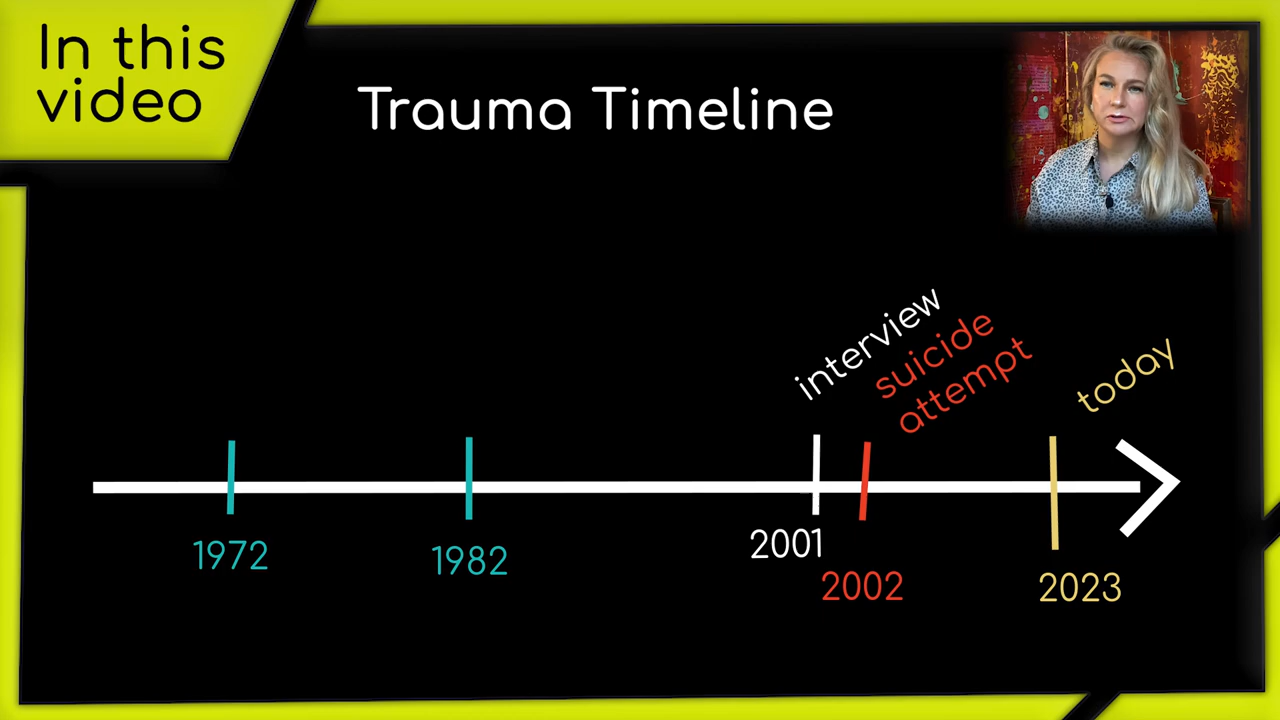 In this
video
Trauma Timeline
interview
suicide
attempt
today
1972
1982
2001
2002
2023